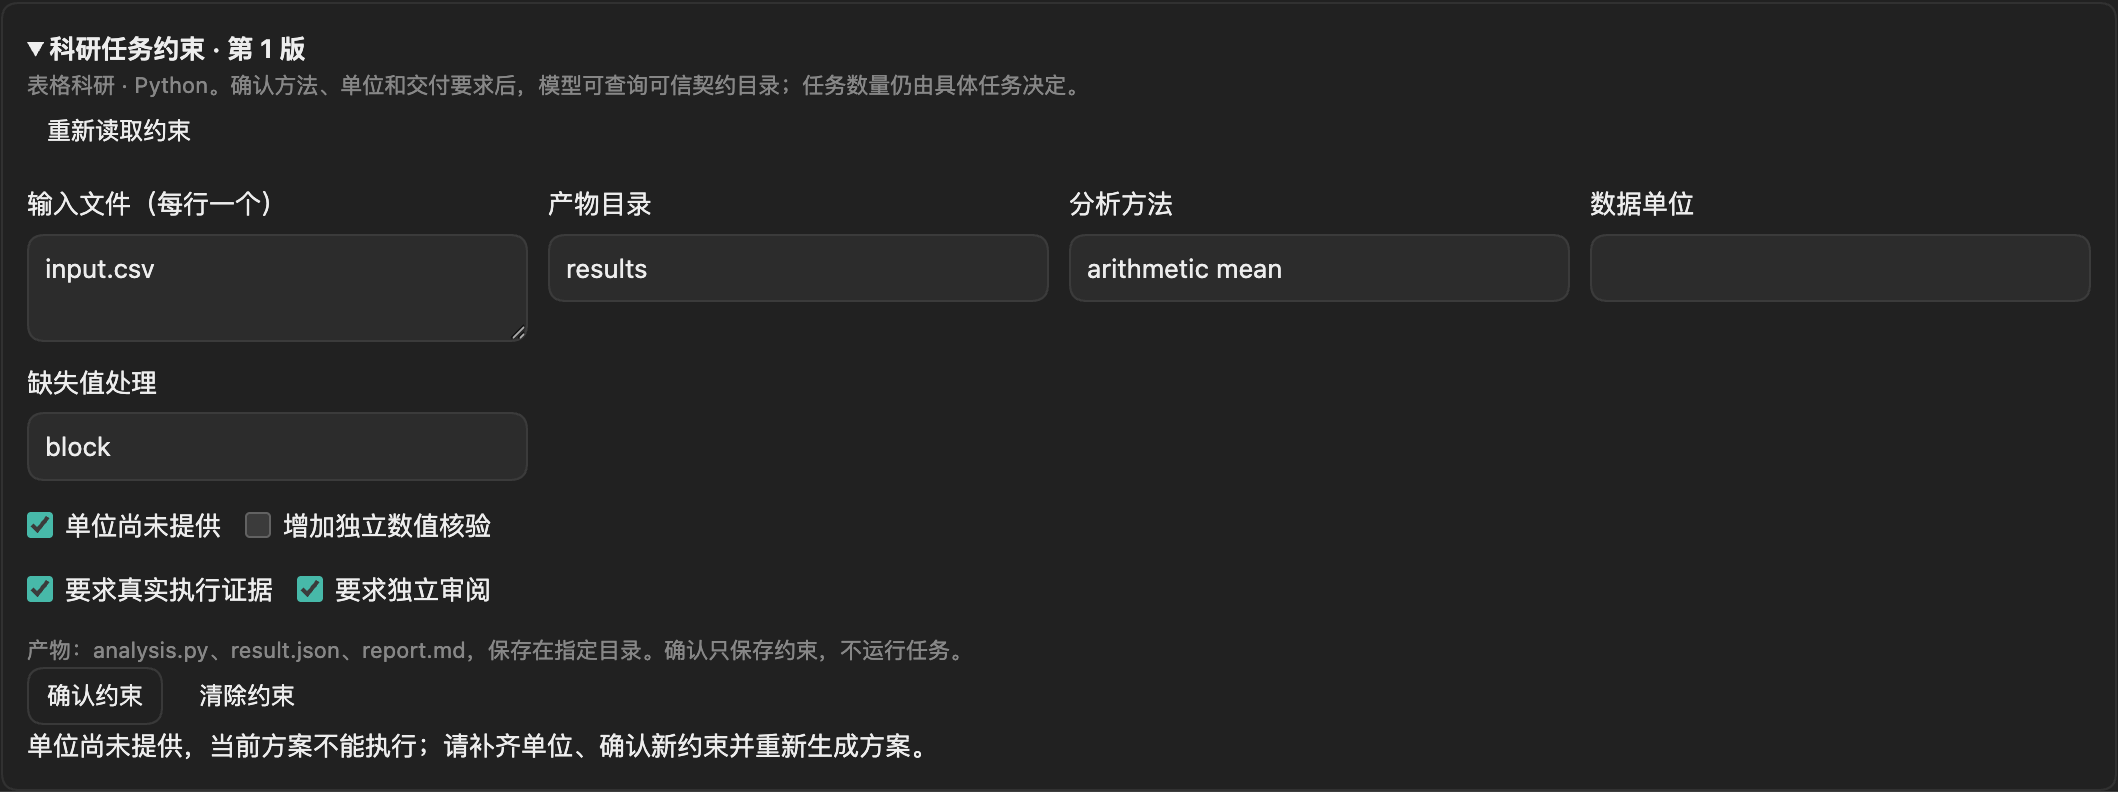 ▼科研任务约束 · 第 1 版
表格科研 · Python。确认方法、单位和交付要求后，模型可查询可信契约目录；任务数量仍由具体任务决定。
重新读取约束
输入文件（每行一个） 产物目录 分析方法 数据单位
input.csv results arithmetic mean
缺失值处理
block
单位尚未提供 增加独立数值核验
要求真实执行证据 要求独立审阅
产物：analysis.py、result.json、report.md，保存在指定目录。确认只保存约束，不运行任务。
确认约束 清除约束
单位尚未提供，当前方案不能执行；请补齐单位、确认新约束并重新生成方案。